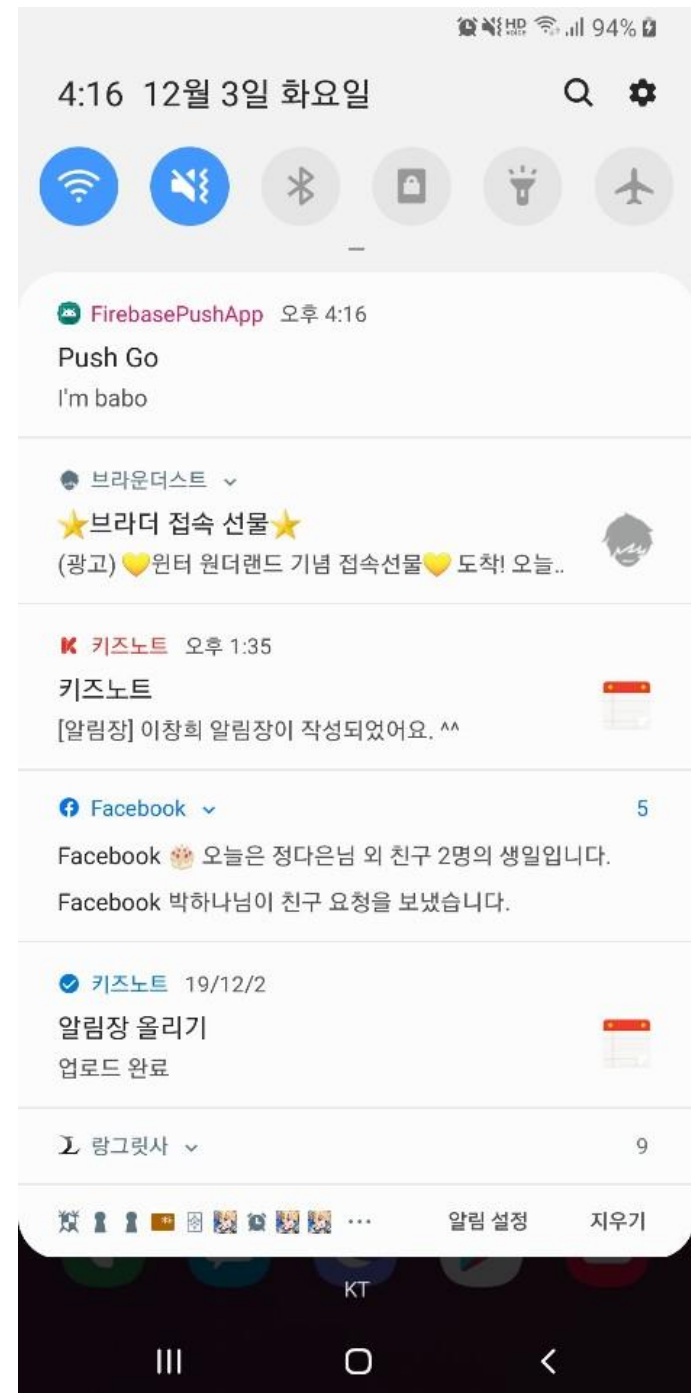 HD voice 94%
4:16 12월 3일 화요일
FirebasePushApp 오후 4:16
Push Go
I'm babo
브라운더스트
⭐브라더 접속 선물⭐
(광고) 💛윈터 원더랜드 기념 접속선물💛 도착! 오늘..
키즈노트 오후 1:35
키즈노트
[알림장] 이창희 알림장이 작성되었어요. ^^
Facebook 5
Facebook 🎂 오늘은 정다은님 외 친구 2명의 생일입니다.
Facebook 박하나님이 친구 요청을 보냈습니다.
키즈노트 19/12/2
알림장 올리기
업로드 완료
랑그릿사 9
··· 알림 설정 지우기
KT